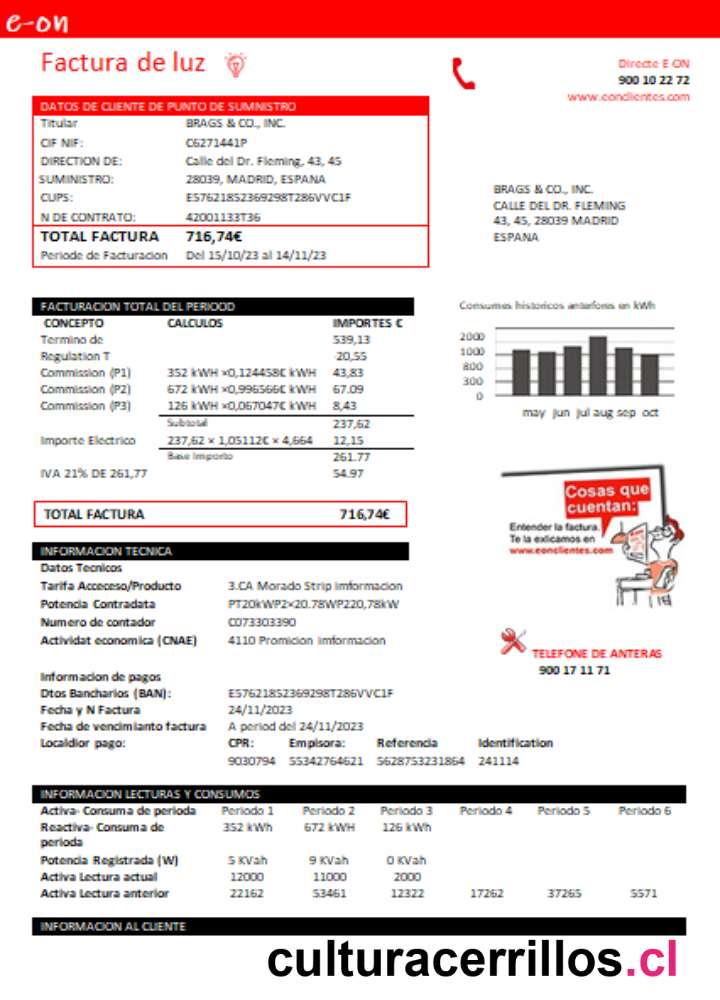 e-on
Factura de luz
Directe E ON
900 10 22 72
www.eonclientes.com
DATOS DE CLIENTE DE PUNTO DE SUMINISTRO
Titular BRAGS & CO., INC.
CIF NIF: C6271441P
DIRECTION DE: Calle del Dr. Fleming, 43, 45
SUMINISTRO: 28039, MADRID, ESPANA
CUPS: ES7621852369298T286VVC1F
N DE CONTRATO: 42001133T36
TOTAL FACTURA 716,74€
Periode de Facturacion Del 15/10/23 al 14/11/23
BRAGS & CO., INC.
CALLE DEL DR. FLEMING
43, 45, 28039 MADRID
ESPANA
FACTURACION TOTAL DEL PERIOOD
CONCEPTO CALCULOS IMPORTES €
Termino de 539,13
Regulation T -20,55
Commission (P1) 352 kWH ×0,124458€ kWH 43,83
Commission (P2) 672 kWH ×0,996566€ kWH 67.09
Commission (P3) 126 kWH ×0,067047€ kWH 8,43
Subtotal 237,62
Importe Electrico 237,62 × 1,05112€ × 4,664 12,15
Base Importo 261.77
IVA 21% DE 261,77 54.97
TOTAL FACTURA 716,74€
Consumes historicos anterfores en kWh
2000
1000
800
300
0
may jun jul aug sep oct
Cosas que
cuentan:
Entender la factura.
Te la exlicamos en
www.eonclientes.com
TELEFONE DE ANTERAS
900 17 11 71
INFORMACION TECNICA
Datos Tecnicos
Tarifa Acceceso/Producto 3.CA Morado Strip imformacion
Potencia Contradata PT20kWP2×20.78WP220,78kW
Numero de contador C073303390
Actividat economica (CNAE) 4110 Promicion imformacion
Informacion de pagos
Dtos Bancharios (BAN): ES7621852369298T286VVC1F
Fecha y N Factura 24/11/2023
Fecha de vencimianto factura A period del 24/11/2023
Localdior pago: CPR: Empisora: Referencia Identification
9030794 55342764621 5628753231864 241114
INFORMACION LECTURAS Y CONSUMOS
Activa- Consuma de perioda Periodo 1 Periodo 2 Periodo 3 Periodo 4 Periodo 5 Periodo 6
Reactiva- Consuma de 352 kWh 672 kWH 126 kWh
perioda
Potencia Registrada (W) 5 KVah 9 KVah 0 KVah
Activa Lectura actual 12000 11000 2000
Activa Lectura anterior 22162 53461 12322 17262 37265 5571
INFORMACION AL CLIENTE
culturacerrillos.cl